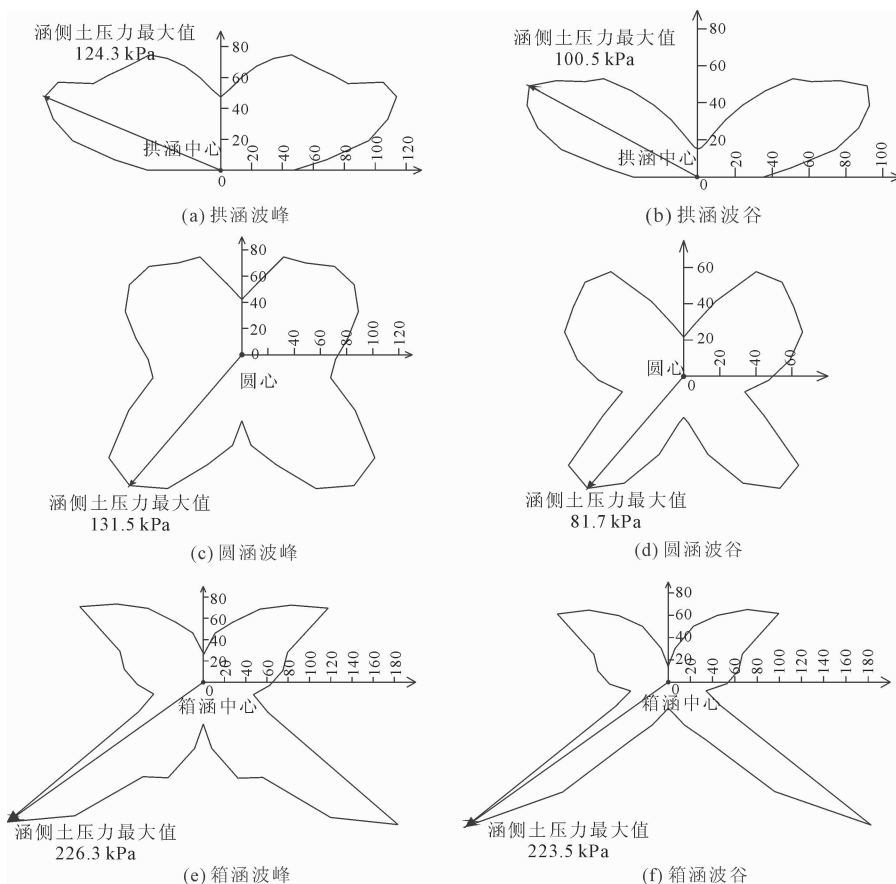 涵侧土压力最大值
124.3 kPa
80
60
40
20
拱涵中心
0
20
40
60
80
100
120
(a) 拱涵波峰
涵侧土压力最大值
100.5 kPa
80
60
40
20
拱涵中心
0
20
40
60
80
100
(b) 拱涵波谷
80
60
40
20
0
40
60
80
100
120
圆心
涵侧土压力最大值
131.5 kPa
(c) 圆涵波峰
60
40
20
圆心
0
20
40
60
涵侧土压力最大值
81.7 kPa
(d) 圆涵波谷
80
60
40
20
0
20
40
60
80
100
120
140
160
180
箱涵中心
涵侧土压力最大值
226.3 kPa
(e) 箱涵波峰
80
60
40
20
0
20
40
60
80
100
120
140
160
180
箱涵中心
涵侧土压力最大值
223.5 kPa
(f) 箱涵波谷